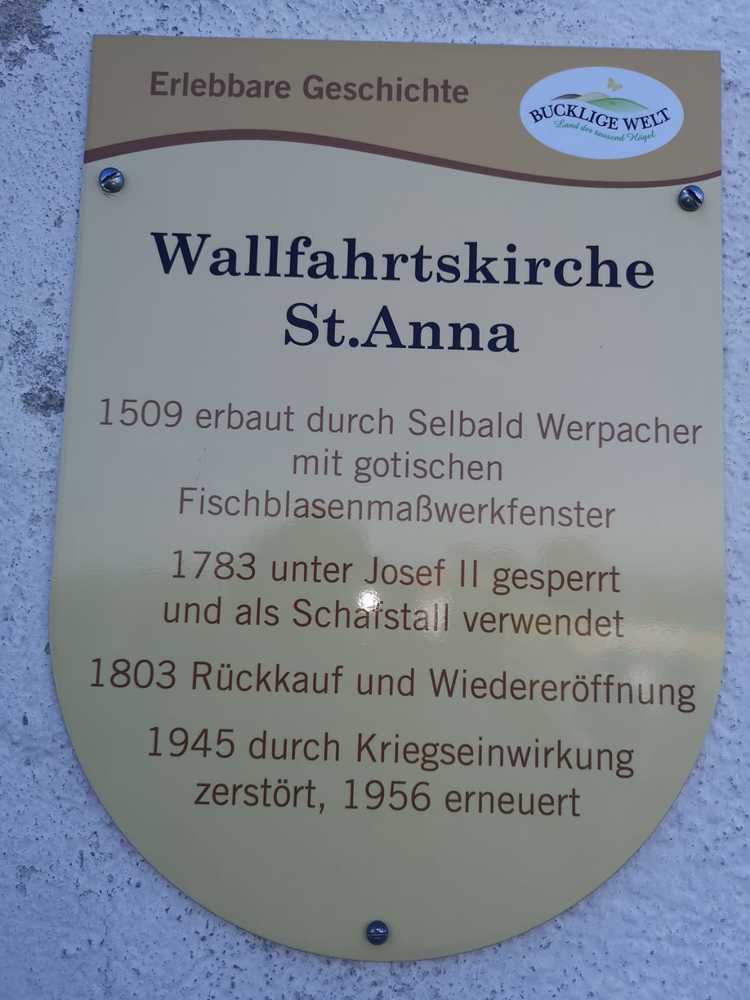 Erlebbare Geschichte
BUCKLIGE WELT
Land der tausend Hügel
Wallfahrtskirche
St.Anna
1509 erbaut durch Selbald Werpacher
mit gotischen
Fischblasenmaßwerkfenster
1783 unter Josef II gesperrt
und als Schafstall verwendet
1803 Rückkauf und Wiedereröffnung
1945 durch Kriegseinwirkung
zerstört, 1956 erneuert